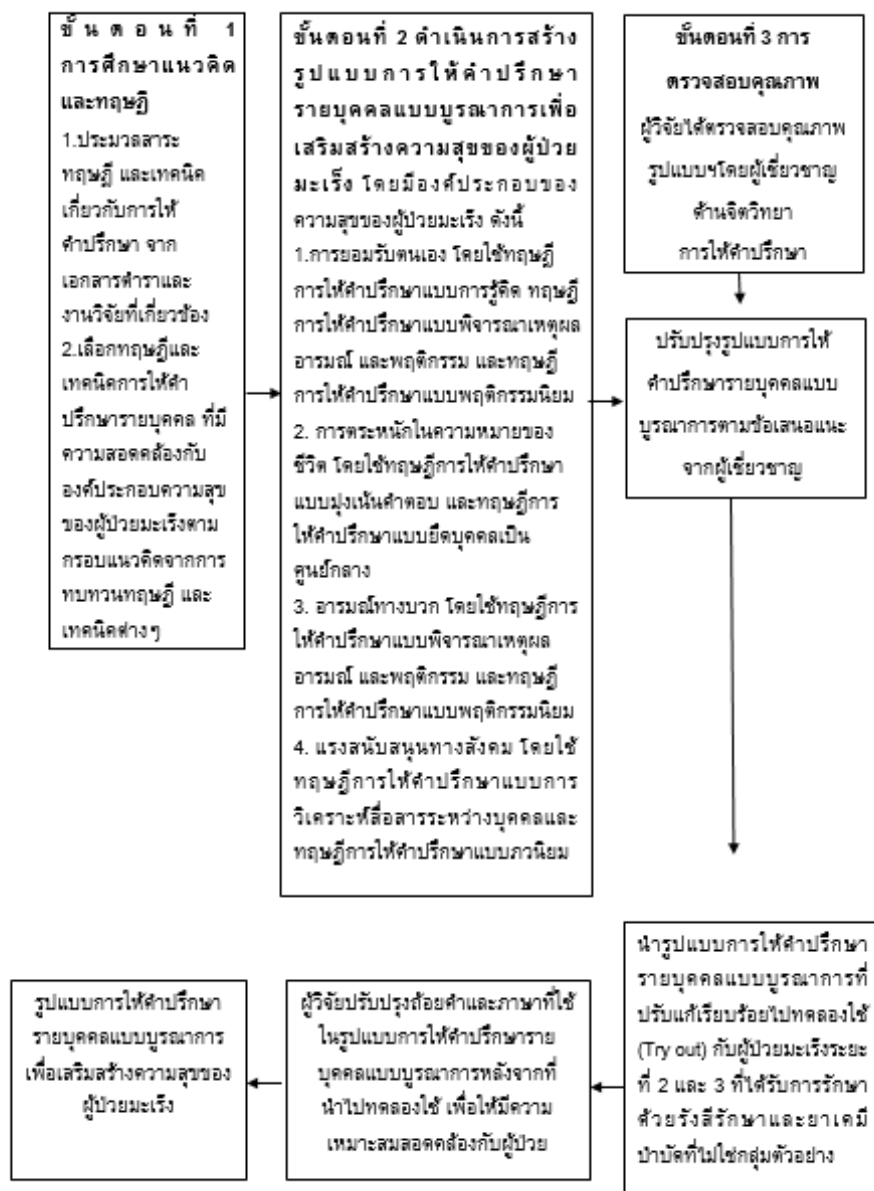 ขั้นตอนที่ 1
การศึกษาแนวคิด
และทฤษฎี
1.ประมวลสาระ
ทฤษฎี และเทคนิค
เกี่ยวกับการให้
คำปรึกษา จาก
เอกสารตำราและ
งานวิจัยที่เกี่ยวข้อง
2.เลือกทฤษฎีและ
เทคนิคการให้คำ
ปรึกษารายบุคคล ที่มี
ความสอดคล้องกับ
องค์ประกอบความสุข
ของผู้ป่วยมะเร็งตาม
กรอบแนวคิดจากการ
ทบทวนทฤษฎี และ
เทคนิคต่างๆ
ขั้นตอนที่ 2 ดำเนินการสร้าง
รูปแบบการให้คำปรึกษา
รายบุคคลแบบบูรณาการเพื่อ
เสริมสร้างความสุขของผู้ป่วย
มะเร็ง โดยมีองค์ประกอบของ
ความสุขของผู้ป่วยมะเร็ง ดังนี้
1.การยอมรับตนเอง โดยใช้ทฤษฎี
การให้คำปรึกษาแบบการรู้คิด ทฤษฎี
การให้คำปรึกษาแบบพิจารณาเหตุผล
อารมณ์ และพฤติกรรม และทฤษฎี
การให้คำปรึกษาแบบพฤติกรรมนิยม
2. การตระหนักในความหมายของ
ชีวิต โดยใช้ทฤษฎีการให้คำปรึกษา
แบบมุ่งเน้นคำตอบ และทฤษฎีการ
ให้คำปรึกษาแบบยึดบุคคลเป็น
ศูนย์กลาง
3. อารมณ์ทางบวก โดยใช้ทฤษฎีการ
ให้คำปรึกษาแบบพิจารณาเหตุผล
อารมณ์ และพฤติกรรม และทฤษฎี
การให้คำปรึกษาแบบพฤติกรรมนิยม
4. แรงสนับสนุนทางสังคม โดยใช้
ทฤษฎีการให้คำปรึกษาแบบการ
วิเคราะห์สื่อสารระหว่างบุคคลและ
ทฤษฎีการให้คำปรึกษาแบบภวนิยม
ขั้นตอนที่ 3 การ
ตรวจสอบคุณภาพ
ผู้วิจัยได้ตรวจสอบคุณภาพ
รูปแบบฯโดยผู้เชี่ยวชาญ
ด้านจิตวิทยา
การให้คำปรึกษา
ปรับปรุงรูปแบบการให้
คำปรึกษารายบุคคลแบบ
บูรณาการตามข้อเสนอแนะ
จากผู้เชี่ยวชาญ
นำรูปแบบการให้คำปรึกษา
รายบุคคลแบบบูรณาการที่
ปรับแก้เรียบร้อยไปทดลองใช้
(Try out) กับผู้ป่วยมะเร็งระยะ
ที่ 2 และ 3 ที่ได้รับการรักษา
ด้วยรังสีรักษาและยาเคมี
บำบัดที่ไม่ใช่กลุ่มตัวอย่าง
ผู้วิจัยปรับปรุงถ้อยคำและภาษาที่ใช้
ในรูปแบบการให้คำปรึกษาราย
บุคคลแบบบูรณาการหลังจากที่
นำไปทดลองใช้ เพื่อให้มีความ
เหมาะสมสอดคล้องกับผู้ป่วย
รูปแบบการให้คำปรึกษา
รายบุคคลแบบบูรณาการ
เพื่อเสริมสร้างความสุขของ
ผู้ป่วยมะเร็ง